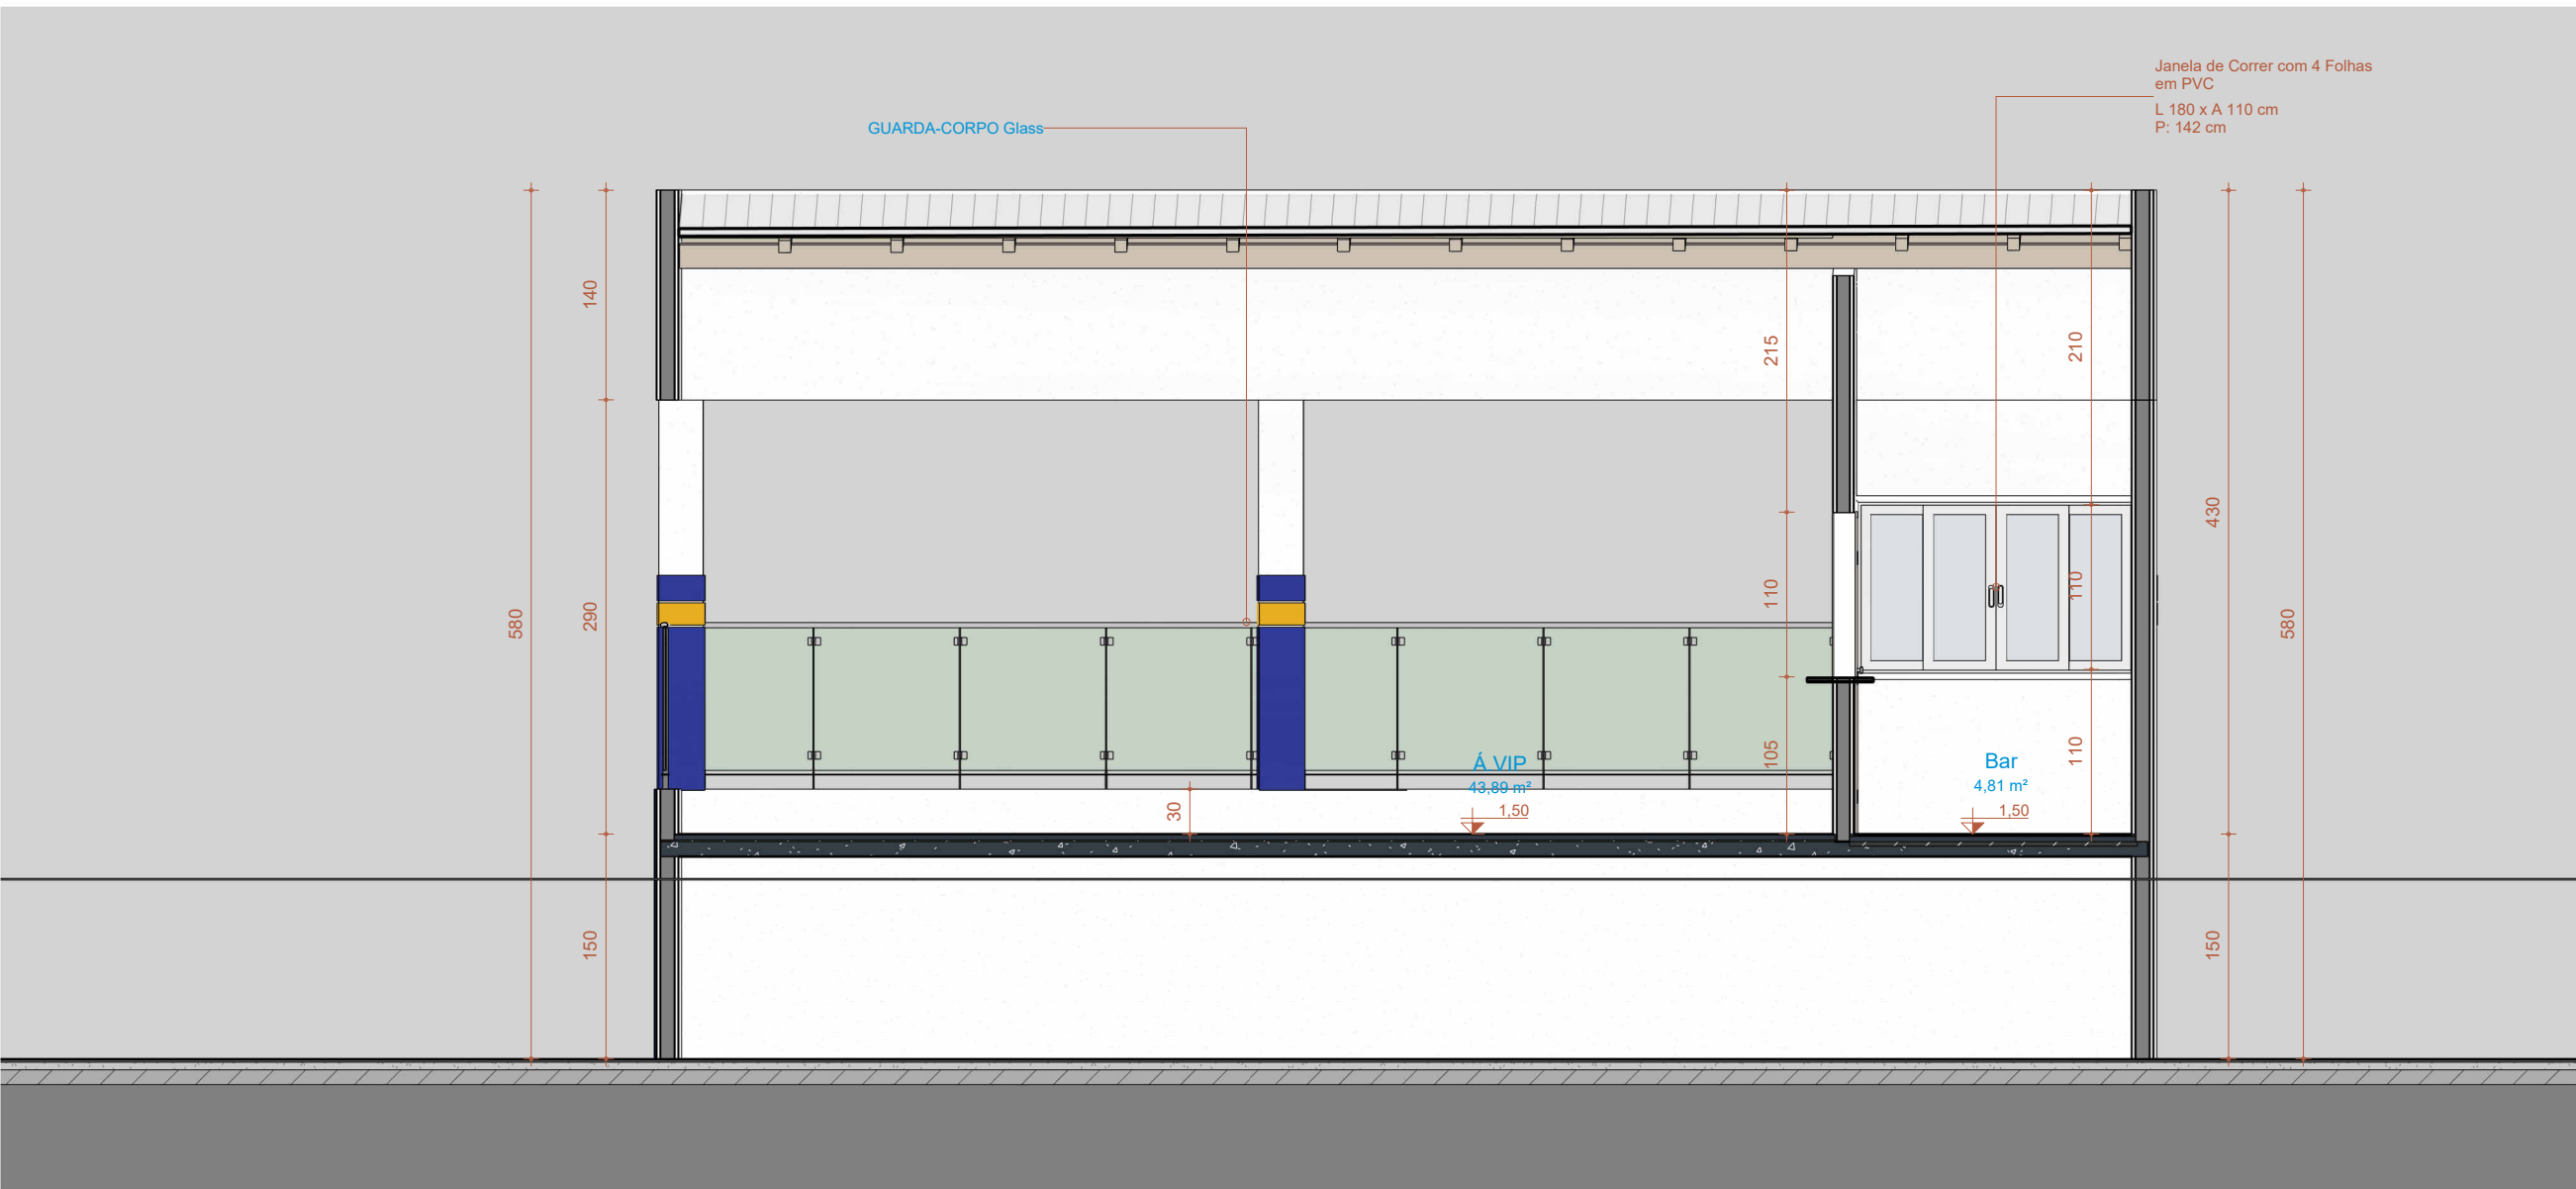 Janela de Correr com 4 Folhas
em PVC
L 180 x A 110 cm
P: 142 cm
GUARDA-CORPO Glass
140
215
210
430
580
290
580
110
110
105
110
Á VIP
43,89 m²
1,50
Bar
4,81 m²
1,50
30
150
150